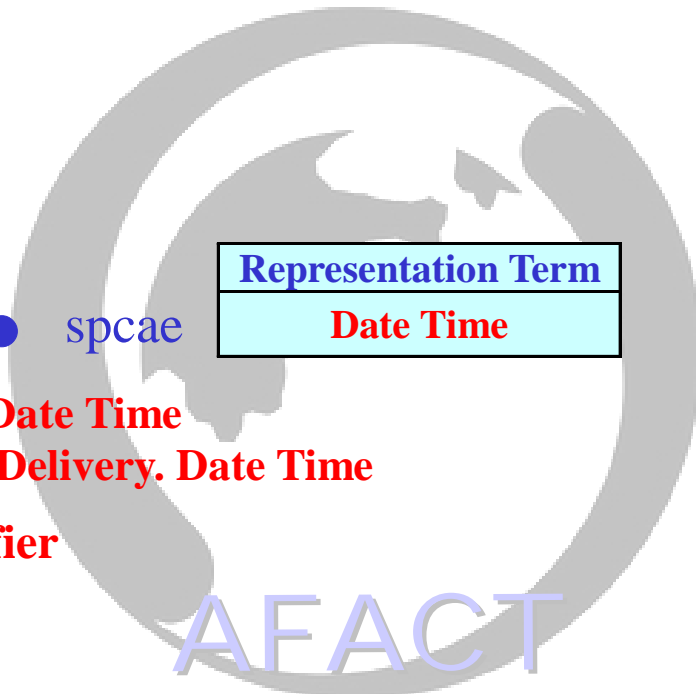 Representation Term
spcae
Date Time
Date Time
Delivery. Date Time
fier
AFACT